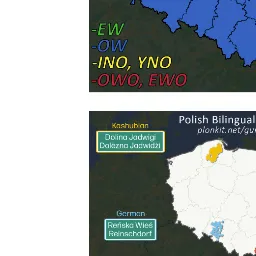 -EW
-OW
-INO, YNO
-OWO, EWO
Polish Bilingual
plonkit.net/gu
Kashubian
Dolina Jadwigi
Dolëzna Jadwidżi
German
Reńska Wieś
Reinschdorf